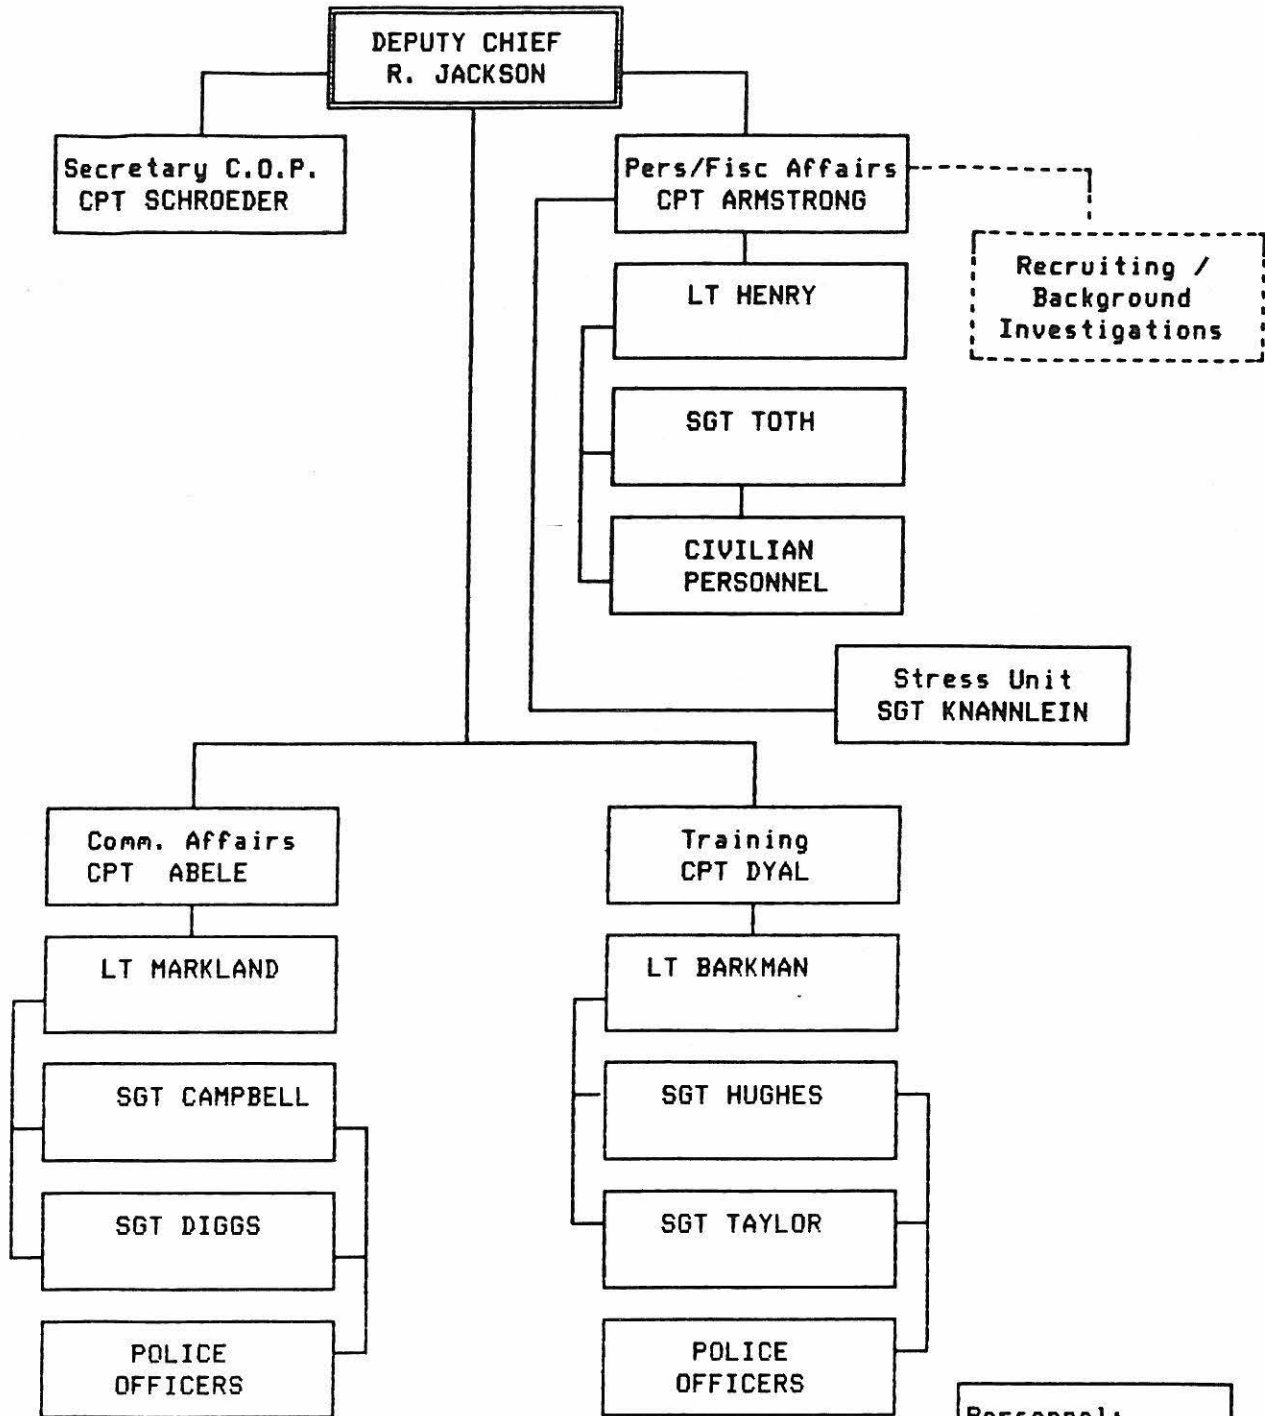 DEPUTY CHIEF
R. JACKSON
Secretary C.O.P.
CPT SCHROEDER
Pers/Fisc Affairs
CPT ARMSTRONG
Recruiting /
Background
Investigations
LT HENRY
SGT TOTH
CIVILIAN
PERSONNEL
Stress Unit
SGT KNANNLEIN
Comm. Affairs
CPT ABELE
LT MARKLAND
SGT CAMPBELL
SGT DIGGS
POLICE
OFFICERS
Training
CPT DYAL
LT BARKMAN
SGT HUGHES
SGT TAYLOR
POLICE
OFFICERS
Personnel: